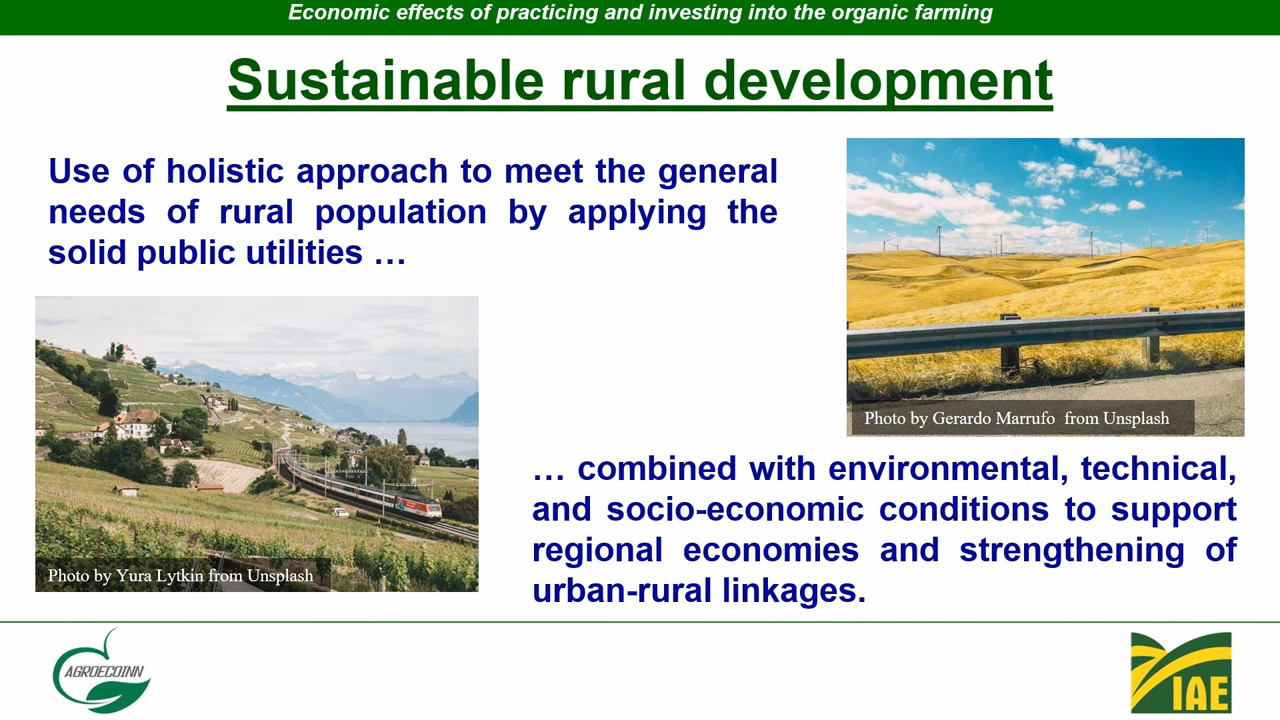 Economic effects of practicing and investing into the organic farming
Sustainable rural development
Use of holistic approach to meet the general
needs of rural population by applying the
solid public utilities …
Photo by Gerardo Marrufo  from Unsplash
Photo by Yura Lytkin from Unsplash
… combined with environmental, technical,
and socio-economic conditions to support
regional economies and strengthening of
urban-rural linkages.
AGROECOINN
IAE